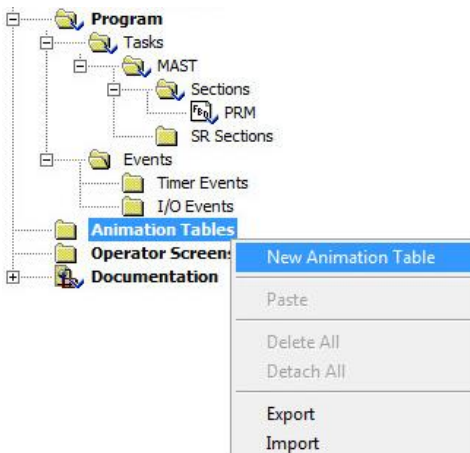 Program
Tasks
MAST
Sections
FBD PRM
SR Sections
Events
Timer Events
I/O Events
Animation Tables
Operator Screens
Documentation
New Animation Table
Paste
Delete All
Detach All
Export
Import